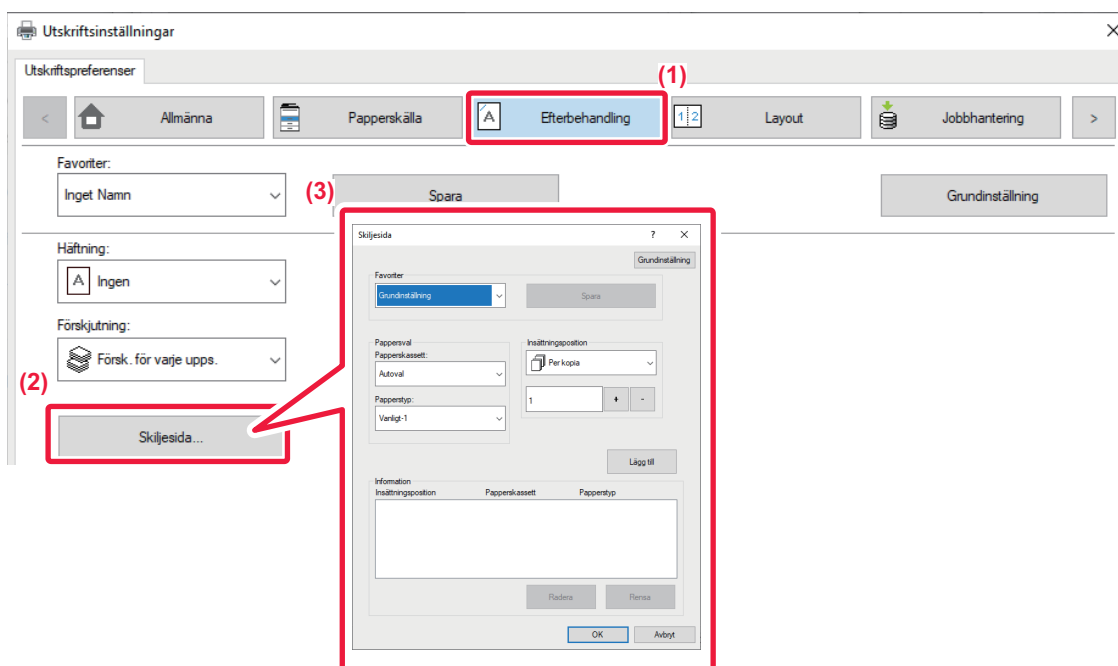 Utskriftsinställningar
Utskriftspreferenser
(1)
< Allmänna Papperskälla A Efterbehandling 1 2 Layout Jobbhantering >
Favoriter:
Inget Namn
(3)
Spara
Grundinställning
Häftning:
A Ingen
Förskjutning:
Försk. för varje upps.
(2)
Skiljesida...
Skiljesida ? X
Grundinställning
Favoriter
Grundinställning
Spara
Pappersval
Papperskassett:
Autoval
Papperstyp:
Vanligt-1
Insättningsposition
Per kopia
1 + -
Lägg till
Information
Insättningsposition Papperskassett Papperstyp
Radera Rensa
OK Avbryt